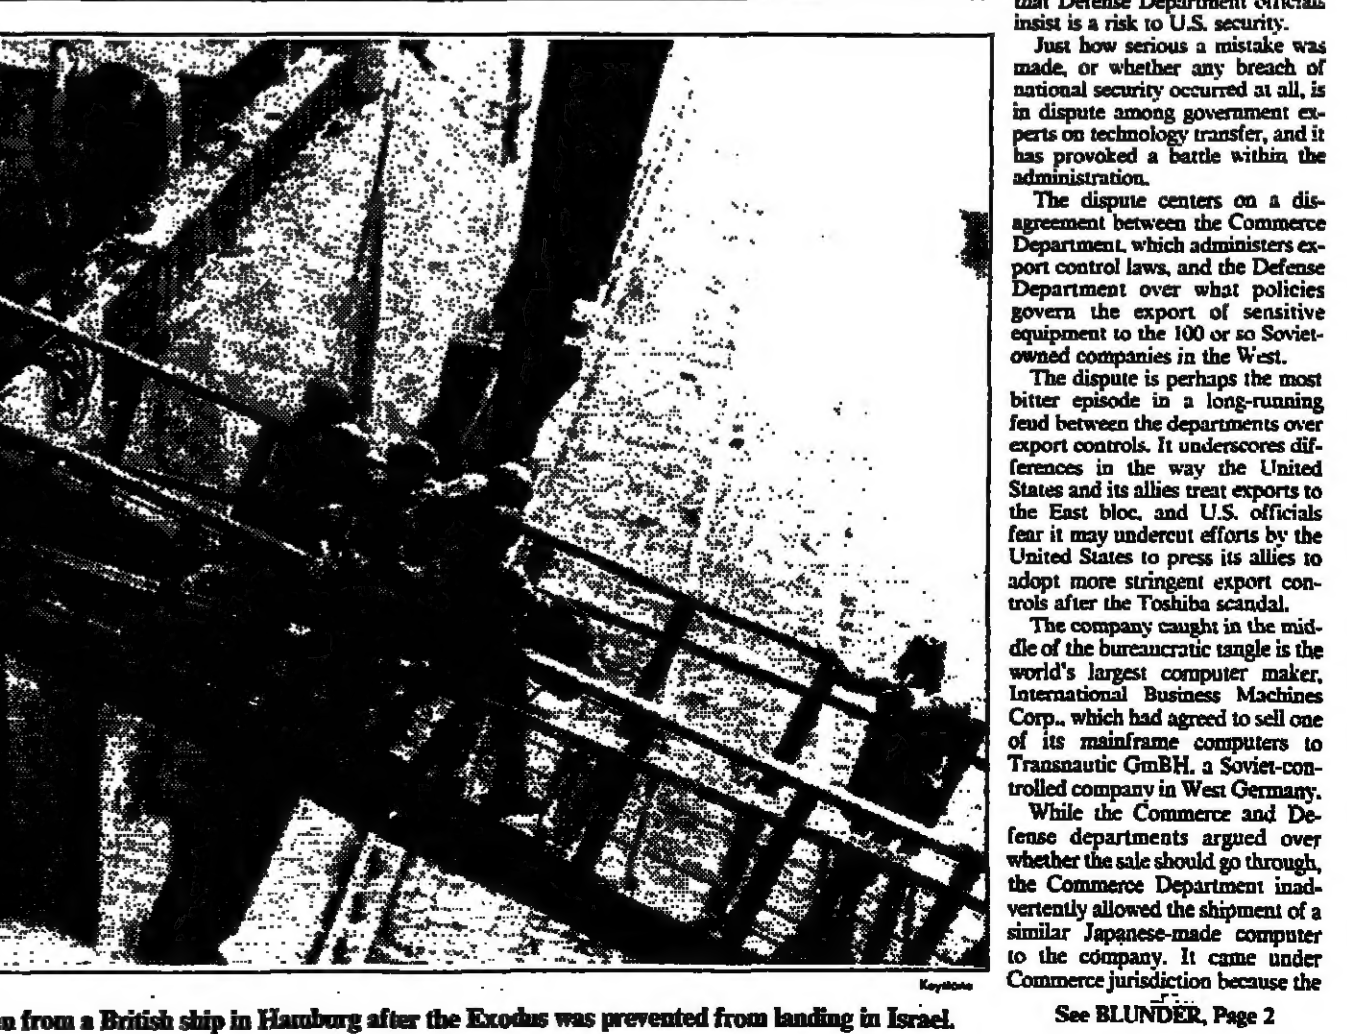 that Defense Department officials
insist is a risk to U.S. security.
Just how serious a mistake was
made, or whether any breach of
national security occurred at all, is
in dispute among government ex-
perts on technology transfer, and it
has provoked a battle within the
administration.
The dispute centers on a dis-
agreement between the Commerce
Department, which administers ex-
port control laws, and the Defense
Department over what policies
govern the export of sensitive
equipment to the 100 or so Soviet-
owned companies in the West.
The dispute is perhaps the most
bitter episode in a long-running
feud between the departments over
export controls. It underscores dif-
ferences in the way the United
States and its allies treat exports to
the East bloc, and U.S. officials
fear it may undercut efforts by the
United States to press its allies to
adopt more stringent export con-
trols after the Toshiba scandal.
The company caught in the mid-
dle of the bureaucratic tangle is the
world's largest computer maker,
International Business Machines
Corp., which had agreed to sell one
of its mainframe computers to
Transnautic GmBH, a Soviet-con-
trolled company in West Germany.
While the Commerce and De-
fense departments argued over
whether the sale should go through,
the Commerce Department inad-
vertently allowed the shipment of a
similar Japanese-made computer
to the company. It came under
Commerce jurisdiction because the
See BLUNDER, Page 2
Keystone
from a British ship in Hamburg after the Exodus was prevented from landing in Israel.